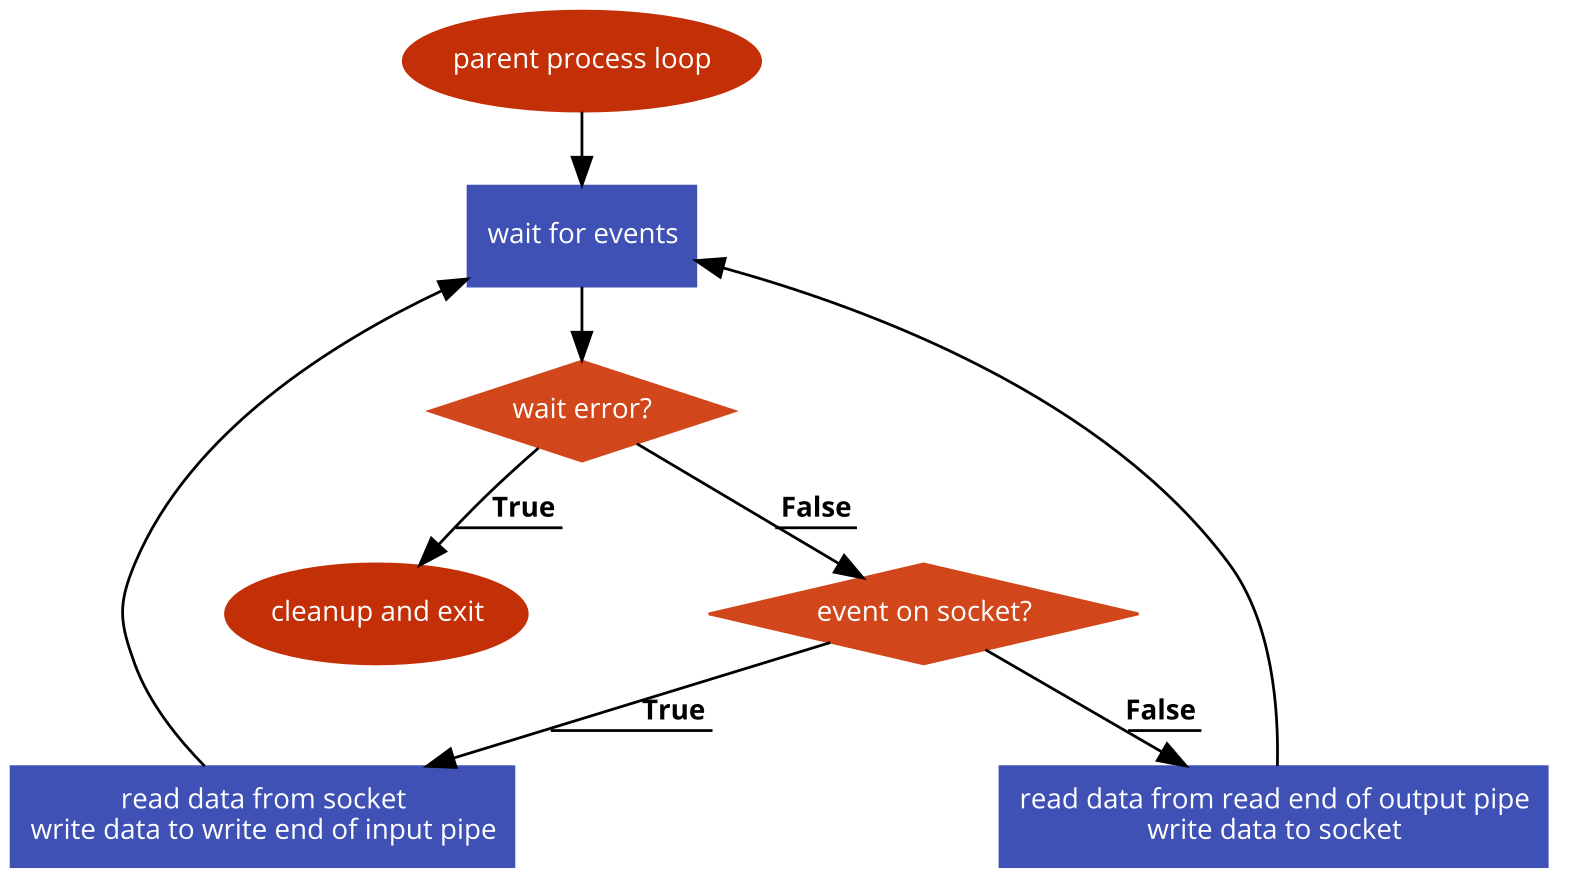 parent process loop
wait for events
wait error?
True
False
cleanup and exit
event on socket?
True
False
read data from socket
write data to write end of input pipe
read data from read end of output pipe
write data to socket